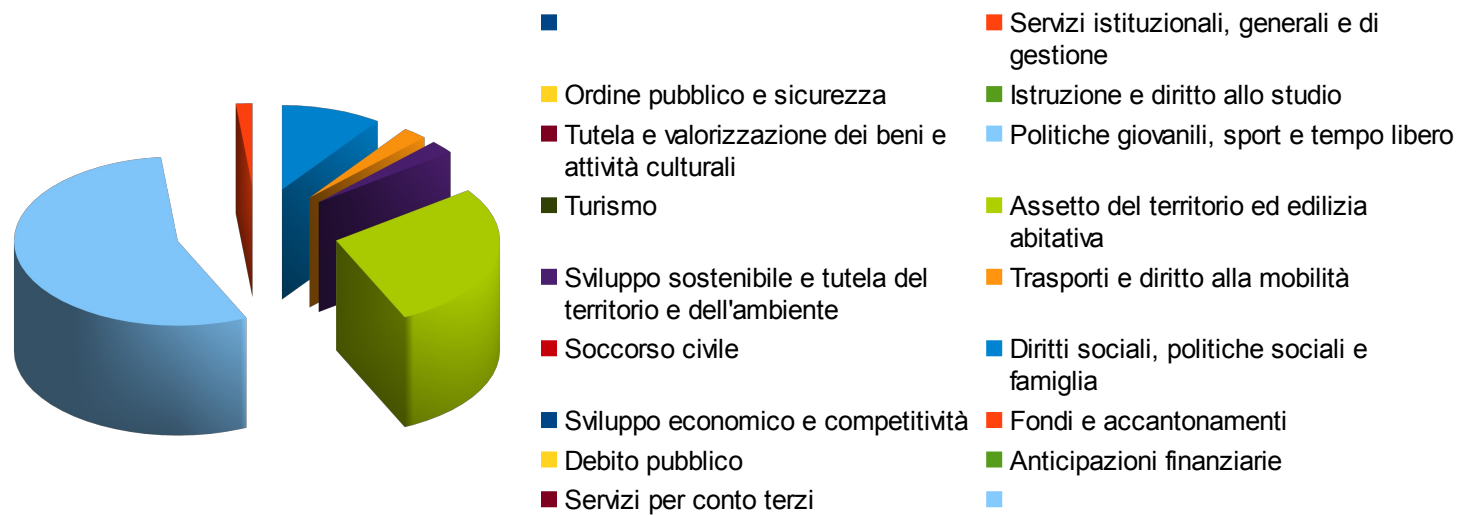 Servizi istituzionali, generali e di
gestione
Ordine pubblico e sicurezza
Istruzione e diritto allo studio
Tutela e valorizzazione dei beni e
attività culturali
Politiche giovanili, sport e tempo libero
Turismo
Assetto del territorio ed edilizia
abitativa
Sviluppo sostenibile e tutela del
territorio e dell'ambiente
Trasporti e diritto alla mobilità
Soccorso civile
Diritti sociali, politiche sociali e
famiglia
Sviluppo economico e competitività
Fondi e accantonamenti
Debito pubblico
Anticipazioni finanziarie
Servizi per conto terzi